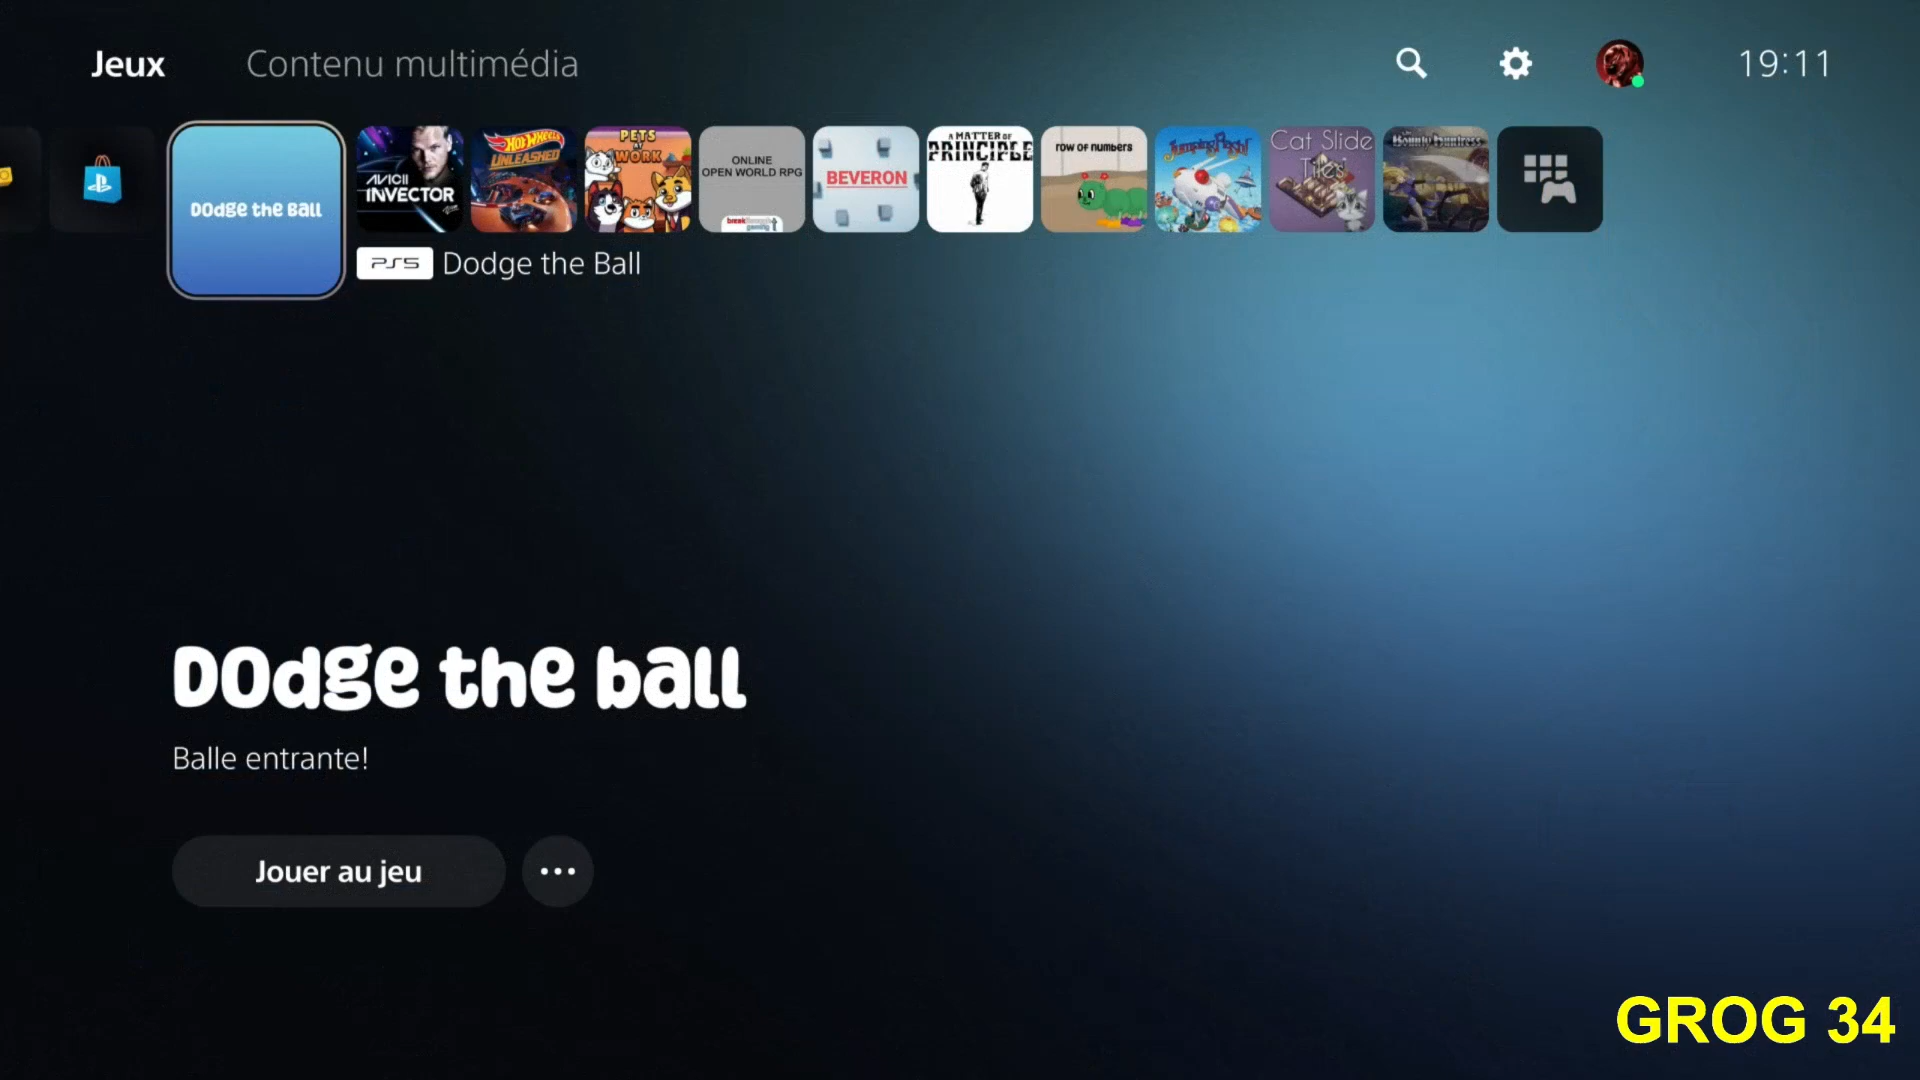 Jeux
Contenu multimédia
19:11
Dodge the Ball
AVICII
INVECTOR
HOT WHEELS
UNLEASHED
PETS
AT
WORK
ONLINE
OPEN WORLD RPG
BEVERON
A MATTER OF
PRINCIPLE
row of numbers
Cat Slide
Tiles
PS5 Dodge the Ball
Dodge the ball
Balle entrante!
Jouer au jeu
GROG 34